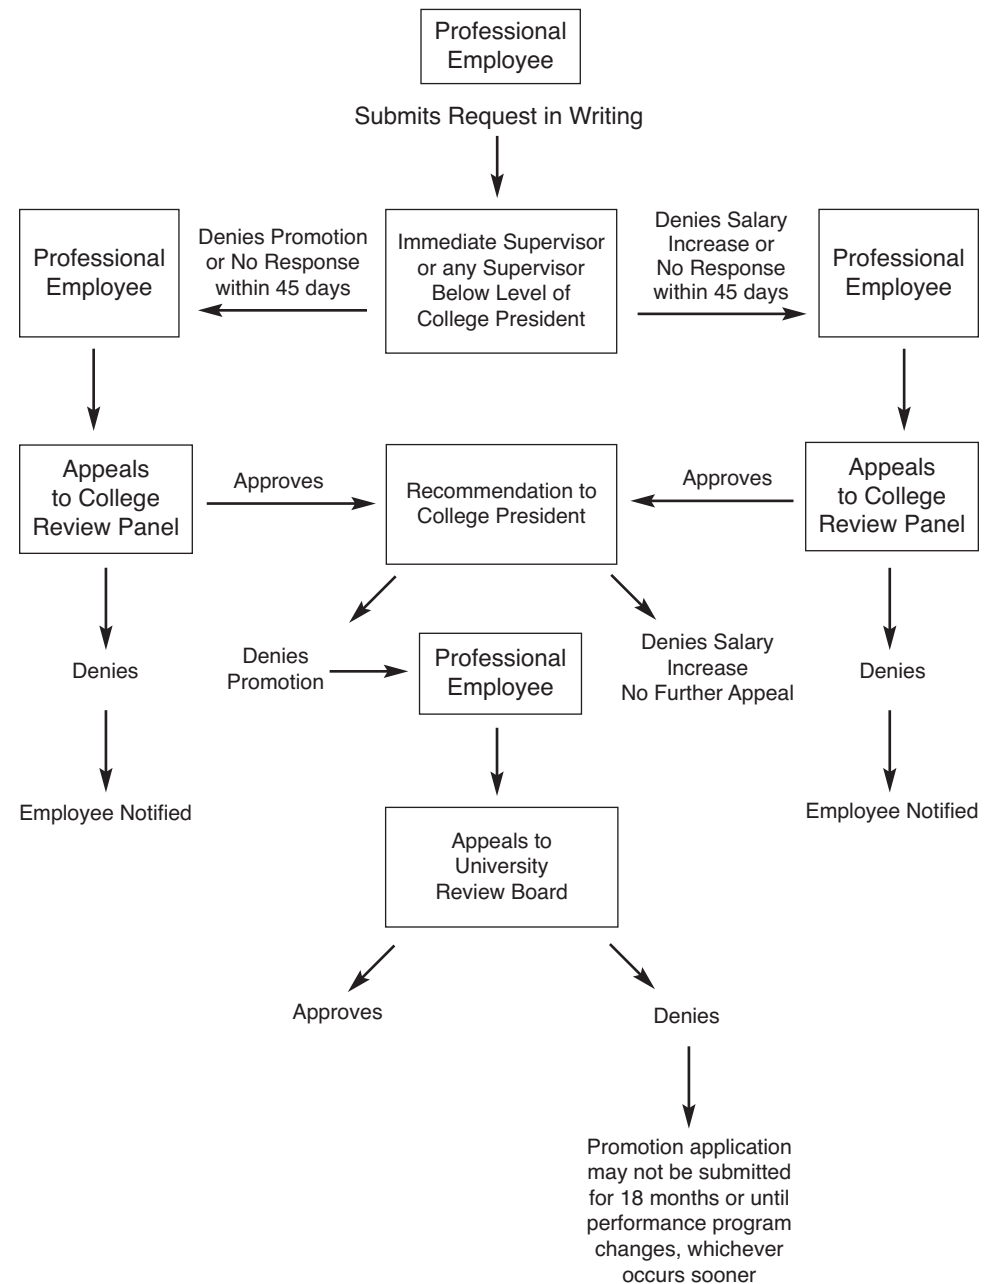 Professional
Employee
Submits Request in Writing
Professional
Employee
Denies Promotion
or No Response
within 45 days
Immediate Supervisor
or any Supervisor
Below Level of
College President
Denies Salary
Increase or
No Response
within 45 days
Professional
Employee
Appeals
to College
Review Panel
Approves
Recommendation to
College President
Approves
Appeals
to College
Review Panel
Denies
Denies
Promotion
Professional
Employee
Denies Salary
Increase
No Further Appeal
Denies
Employee Notified
Employee Notified
Appeals to
University
Review Board
Approves
Denies
Promotion application
may not be submitted
for 18 months or until
performance program
changes, whichever
occurs sooner